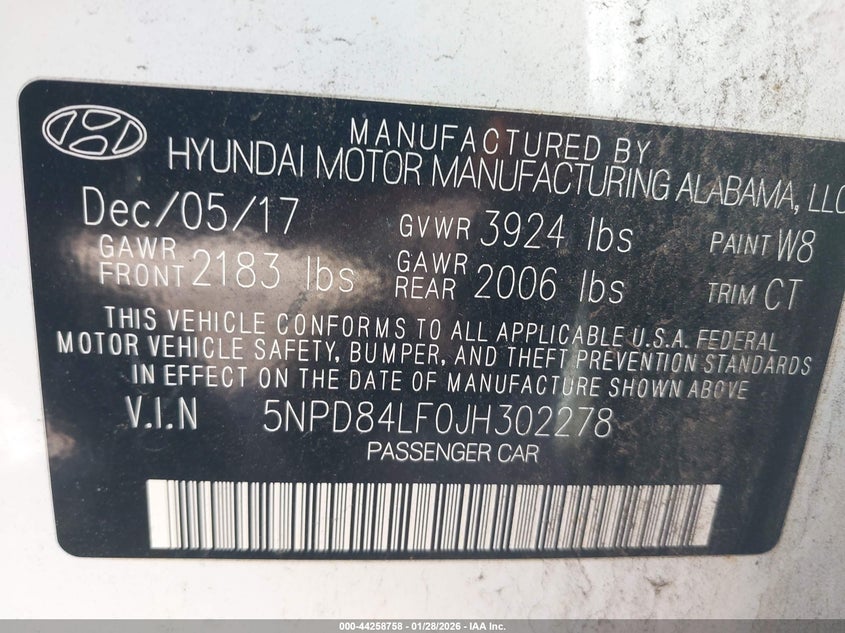 MANUFACTURED BY
HYUNDAI MOTOR MANUFACTURING ALABAMA, LLC
Dec/05/17 GVWR 3924 lbs PAINT W8
GAWR FRONT 2183 lbs GAWR REAR 2006 lbs TRIM CT
THIS VEHICLE CONFORMS TO ALL APPLICABLE U.S.A. FEDERAL
MOTOR VEHICLE SAFETY, BUMPER, AND THEFT PREVENTION STANDARDS
IN EFFECT ON THE DATE OF MANUFACTURE SHOWN ABOVE.
V.I.N 5NPD84LF0JH302278
PASSENGER CAR
000-44258758 - 01/28/2026 - IAA Inc.